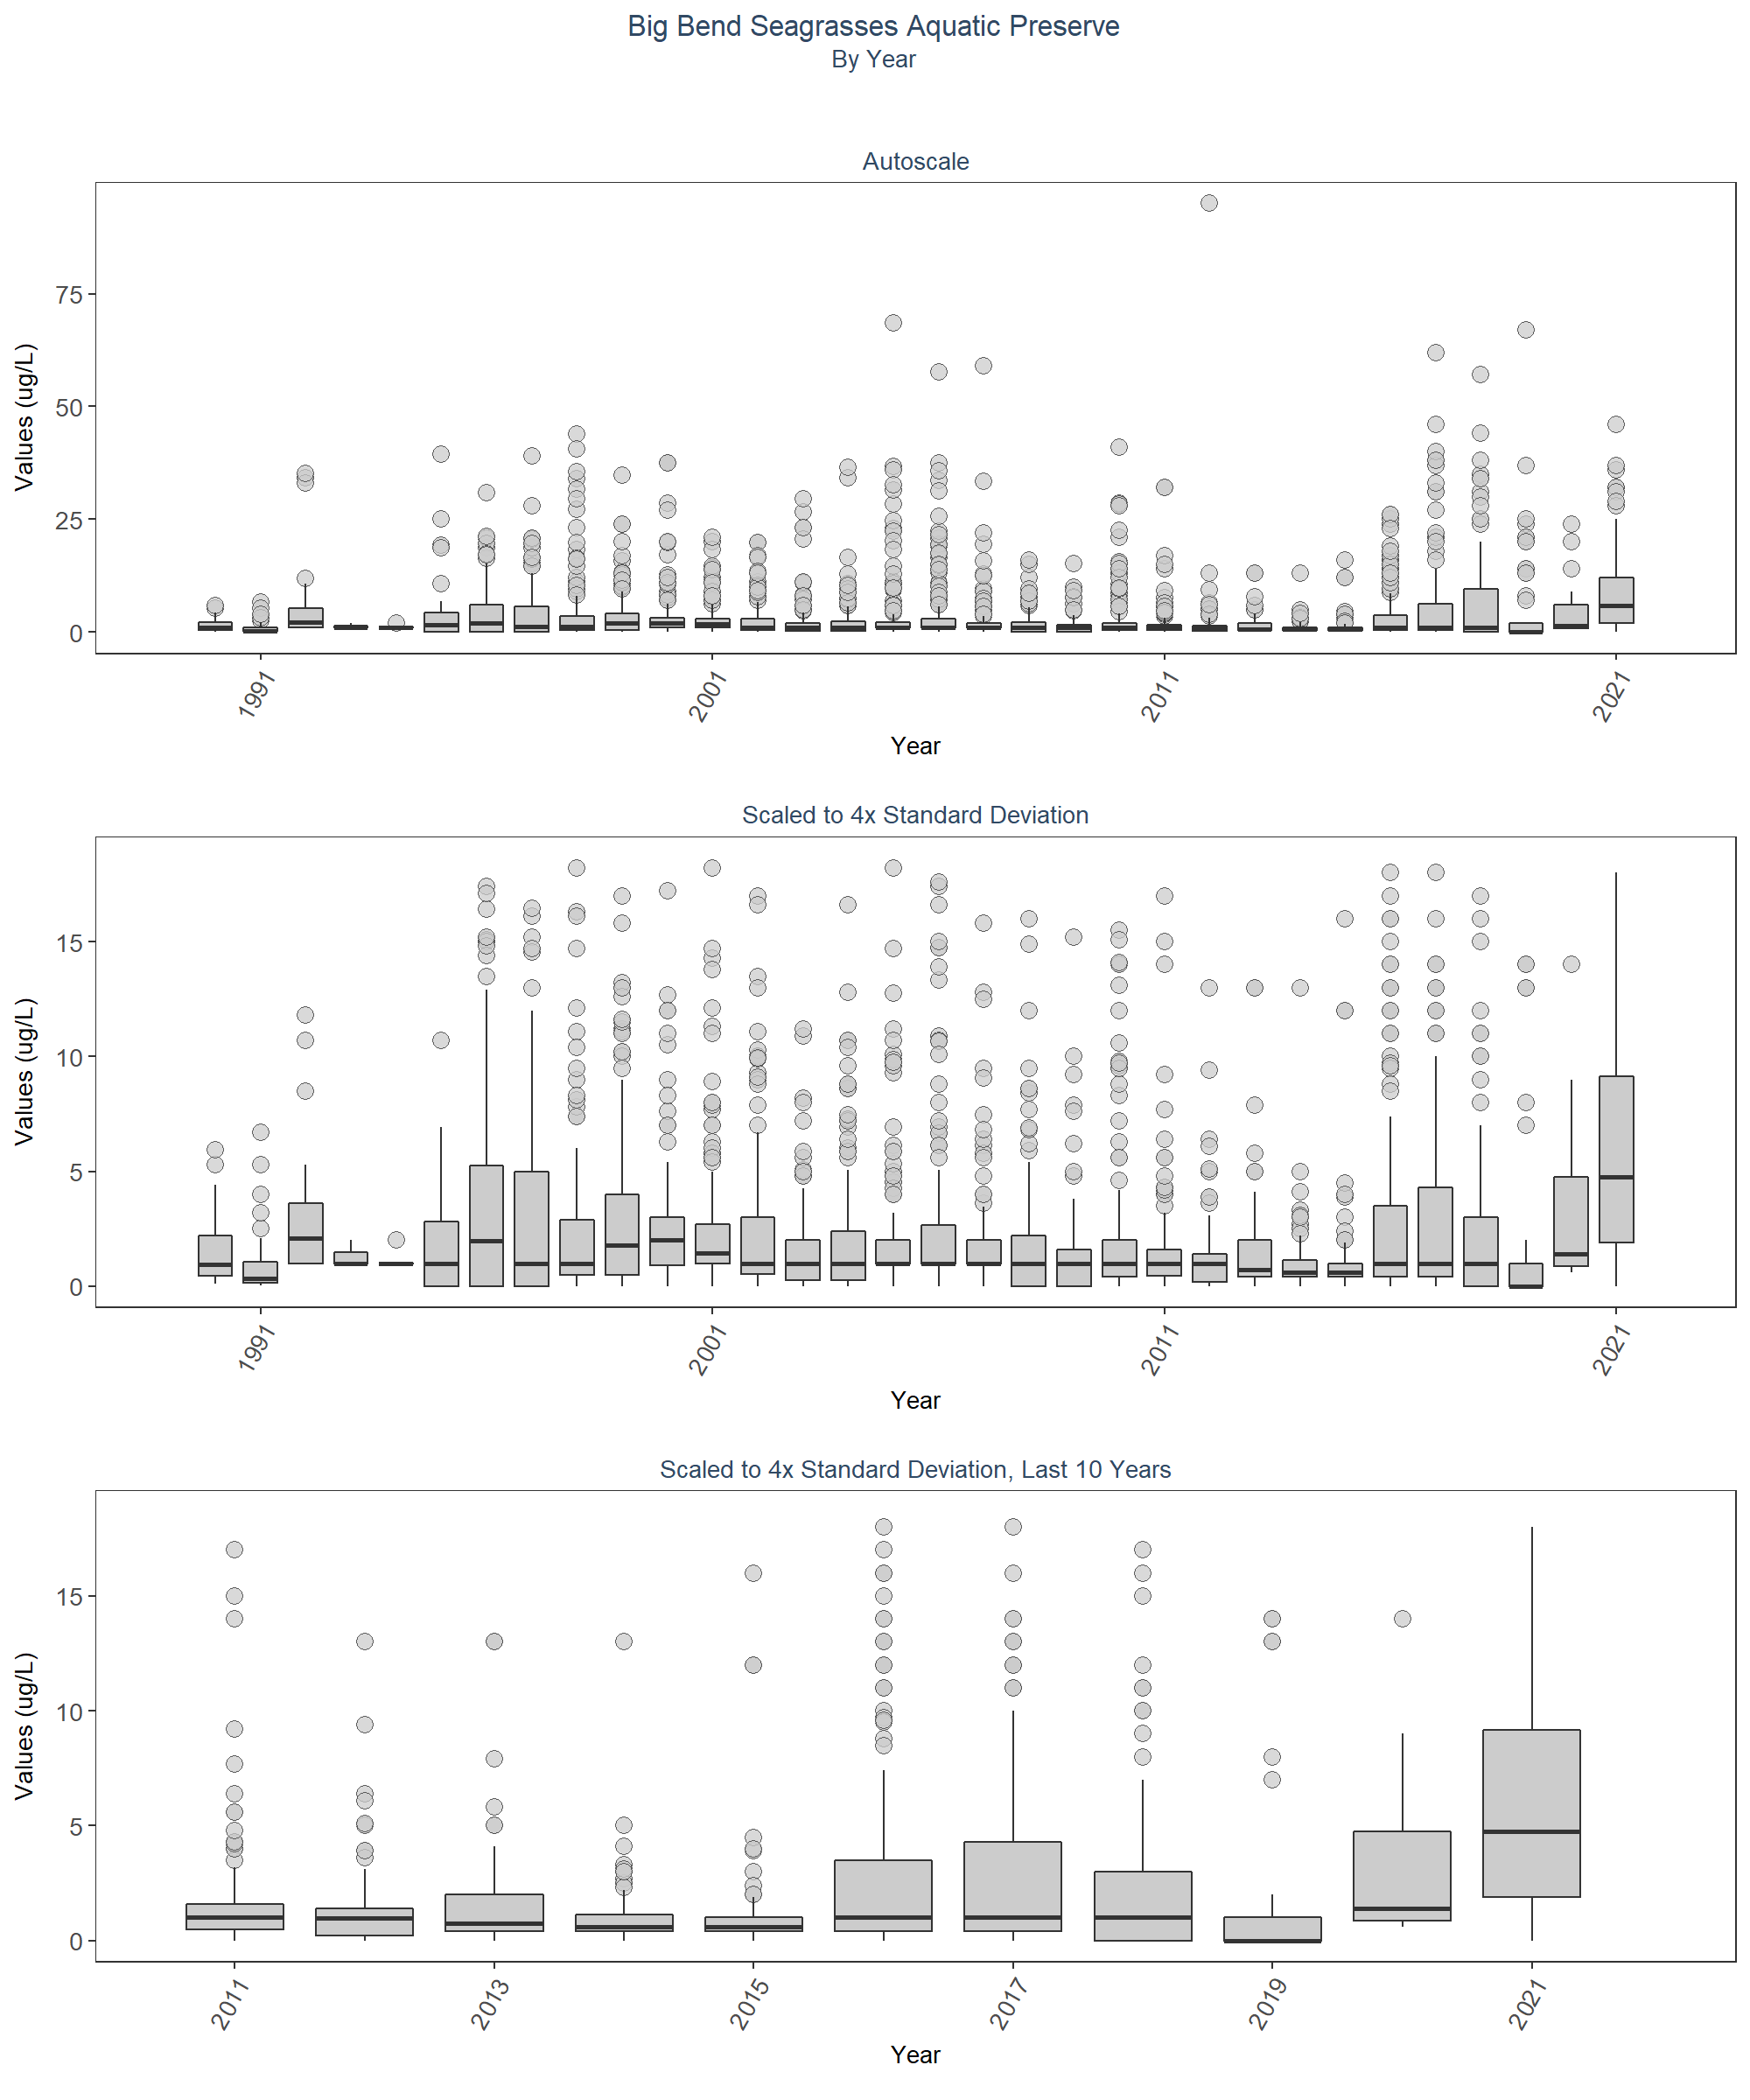 Big Bend Seagrasses Aquatic Preserve
By Year
Autoscale
Values (ug/L)
75
50
25
0
1991
2001
2011
2021
Year
Scaled to 4x Standard Deviation
Values (ug/L)
15
10
5
0
1991
2001
2011
2021
Year
Scaled to 4x Standard Deviation, Last 10 Years
Values (ug/L)
15
10
5
0
2011
2013
2015
2017
2019
2021
Year